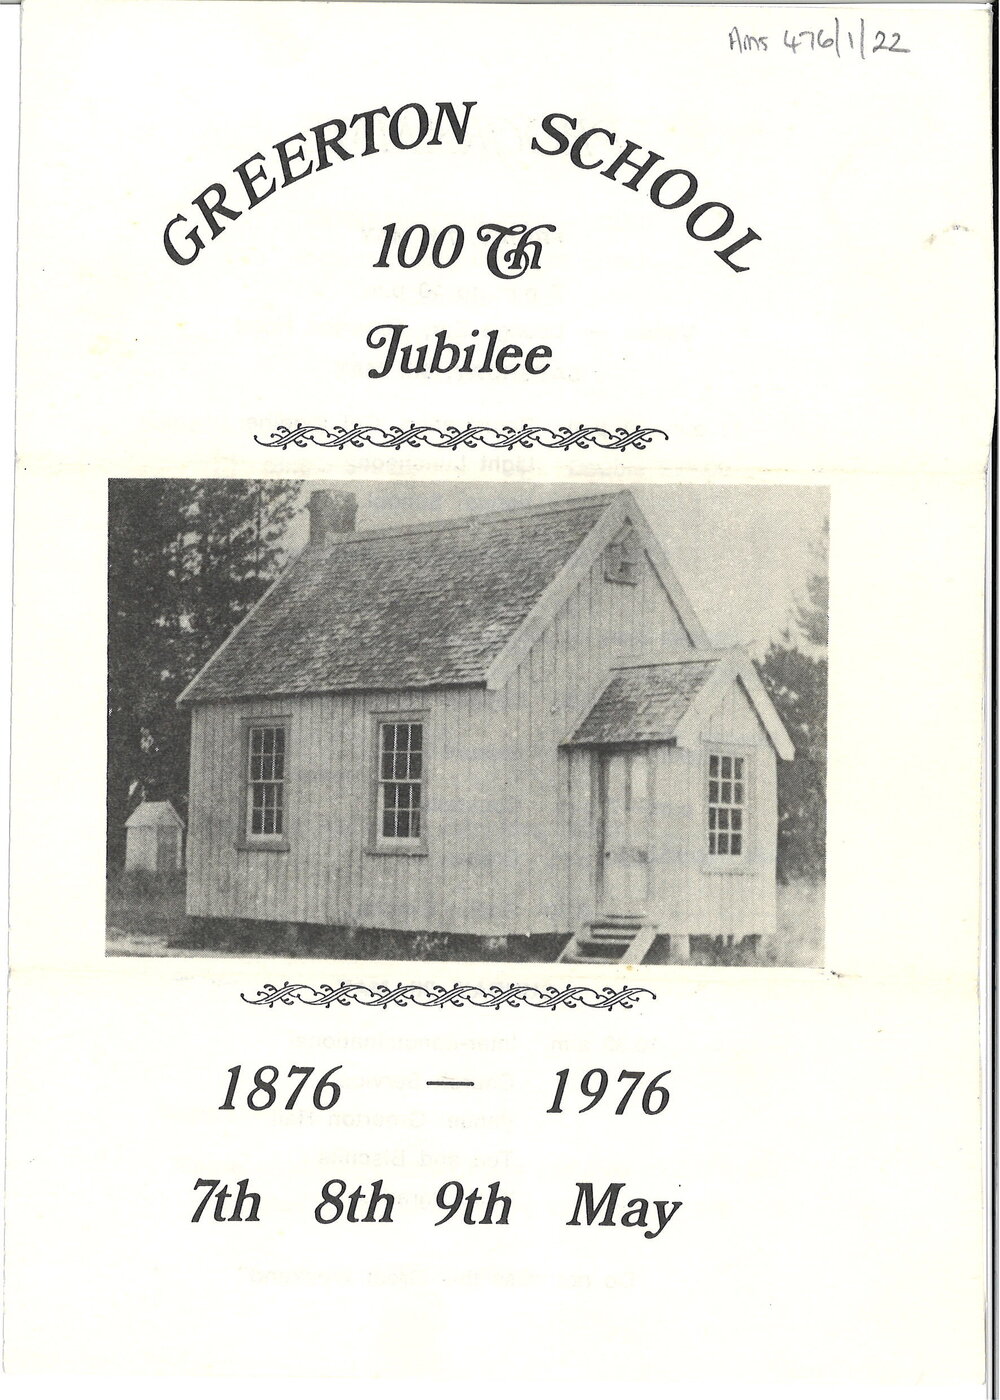 Ams 476/1/22
GREERTON SCHOOL
100 Th
Jubilee
1876 — 1976
7th 8th 9th May